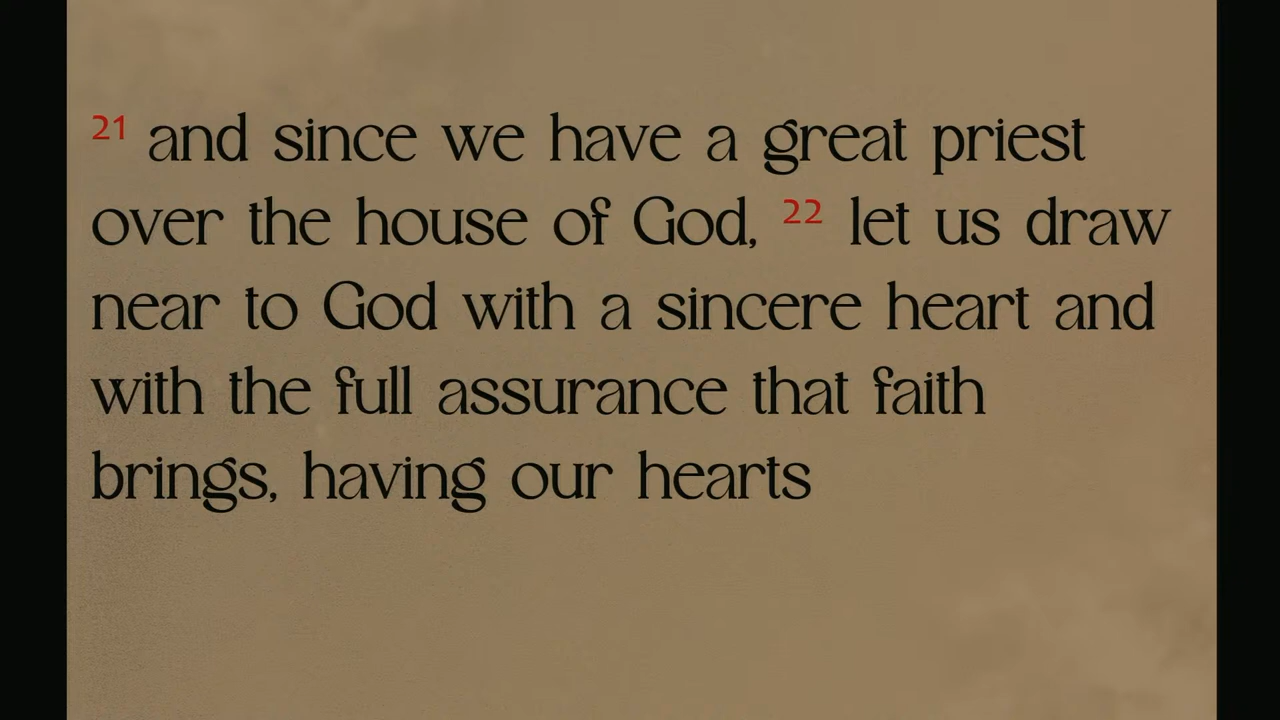 21 and since we have a great priest
over the house of God, 22 let us draw
near to God with a sincere heart and
with the full assurance that faith
brings, having our hearts